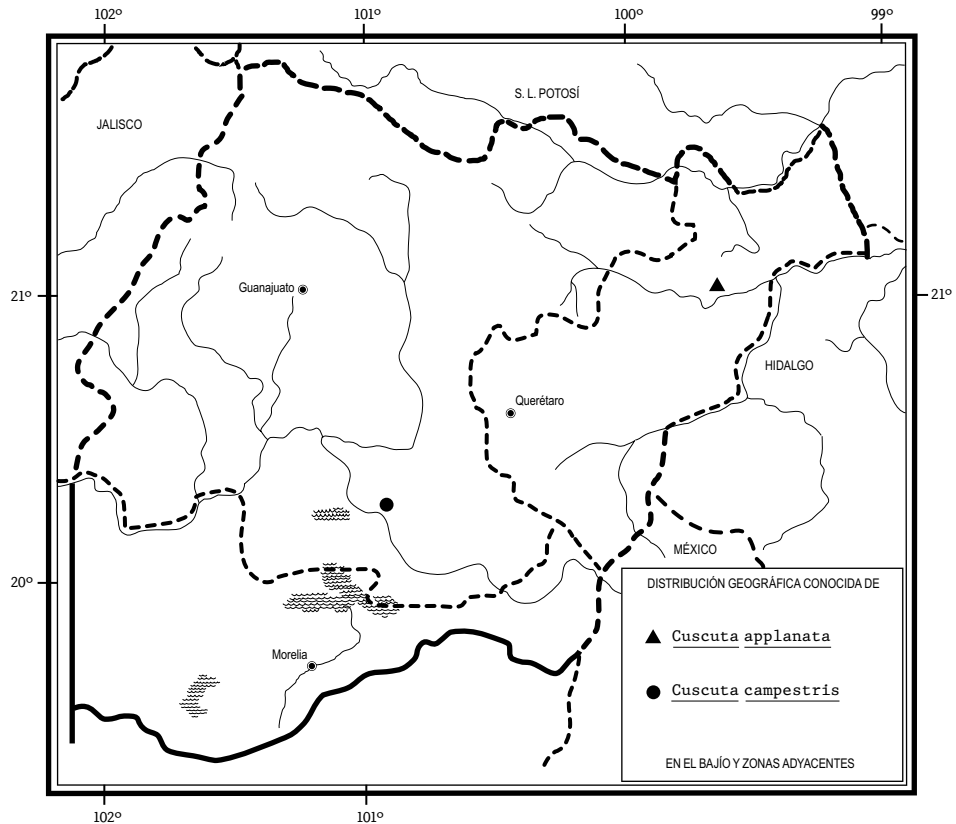 102º
101º
100º
99º
S. L. POTOSÍ
JALISCO
Guanajuato
21º
21º
HIDALGO
Querétaro
MÉXICO
20º
DISTRIBUCIÓN GEOGRÁFICA CONOCIDA DE
Cuscuta applanata
Morelia
Cuscuta campestris
EN EL BAJÍO Y ZONAS ADYACENTES
102º
101º